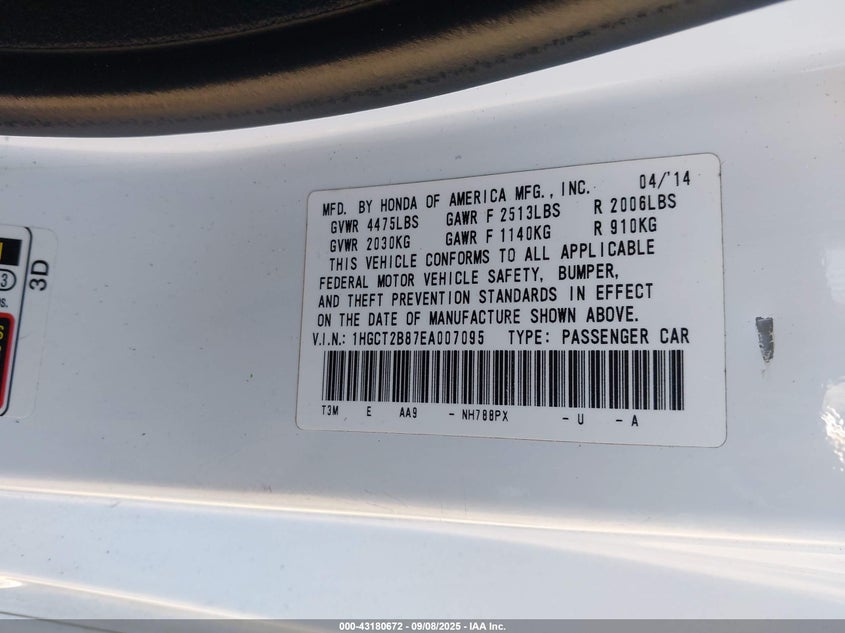 MFD. BY HONDA OF AMERICA MFG., INC. 04/'14
GVWR 4475LBS GAWR F 2513LBS R 2006LBS
GVWR 2030KG GAWR F 1140KG R 910KG
THIS VEHICLE CONFORMS TO ALL APPLICABLE
FEDERAL MOTOR VEHICLE SAFETY, BUMPER,
AND THEFT PREVENTION STANDARDS IN EFFECT
ON THE DATE OF MANUFACTURE SHOWN ABOVE.
V.I.N.: 1HGCT2B87EA007095 TYPE: PASSENGER CAR
T3M E AA9 - NH788PX - U - A
3D
3
000-43180672 - 09/08/2025 - IAA Inc.